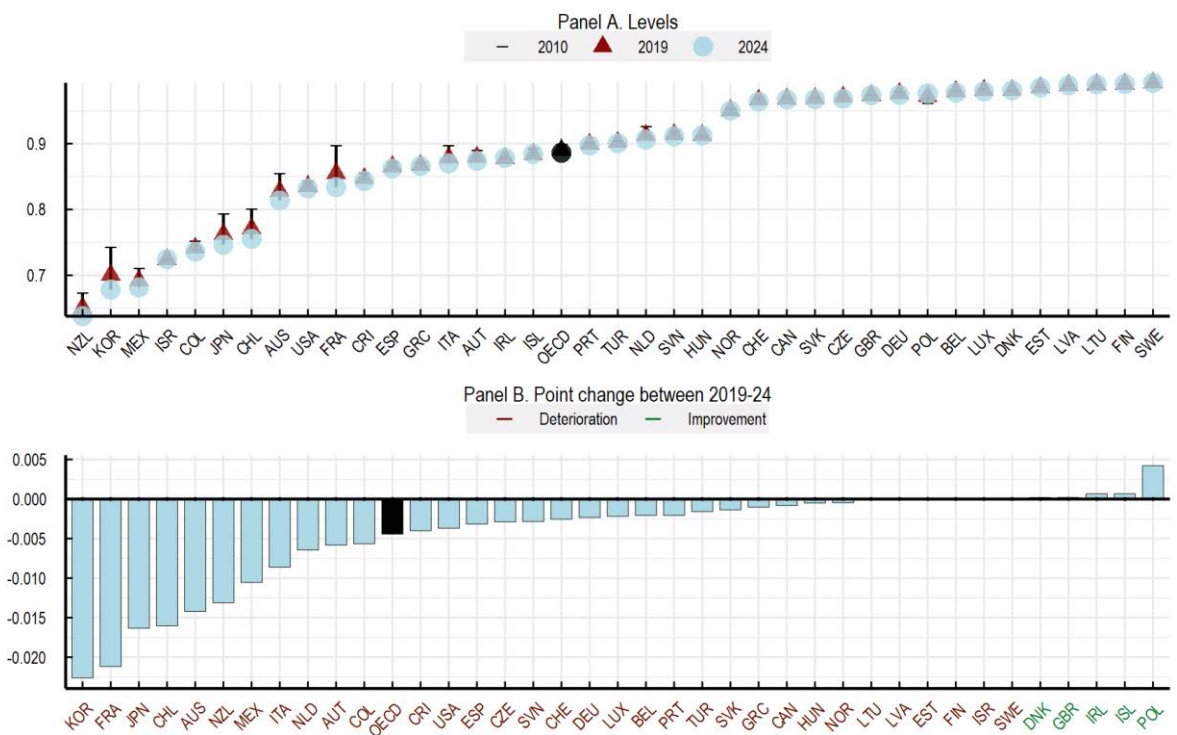 Panel A. Levels
2010 2019 2024
0.9
0.8
0.7
NZL KOR MEX ISR COL JPN CHL AUS USA FRA CRI ESP GRC ITA AUT IRL ISL OECD PRT TUR NLD SVN HUN NOR CHE CAN SVK CZE GBR DEU POL BEL LUX DNK EST LVA LTU FIN SWE
Panel B. Point change between 2019-24
Deterioration Improvement
0.005
0.000
-0.005
-0.010
-0.015
-0.020
KOR FRA JPN CHL AUS NZL MEX ITA NLD AUT COL OECD CRI USA ESP CZE SVN CHE DEU LUX BEL PRT TUR SVK GRC CAN HUN NOR LTU LVA EST FIN ISR SWE DNK GBR IRL ISL POL